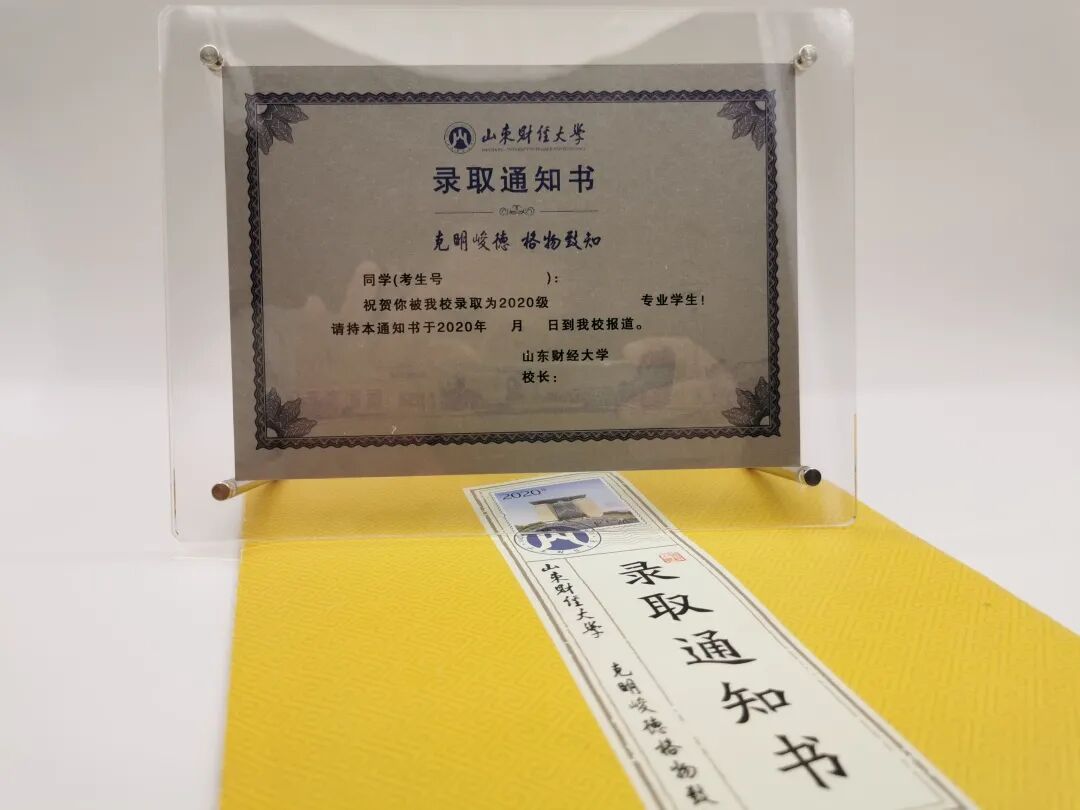 山东财经大学
录取通知书
克明峻德 格物致知
同学(考生号 ):
祝贺你被我校录取为2020级 专业学生!
请持本通知书于2020年 月 日到我校报道。
山东财经大学
校长:
2020
录取通知书
山东财经大学
克明峻德格物致